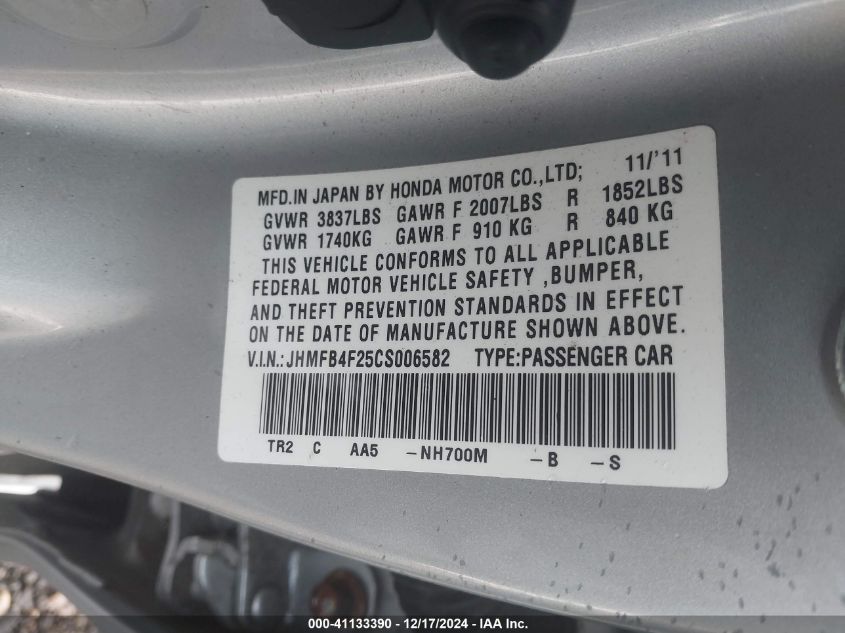 MFD.IN JAPAN BY HONDA MOTOR CO.,LTD; 11/'11
GVWR 3837LBS GAWR F 2007LBS R 1852LBS
GVWR 1740KG GAWR F 910 KG R 840 KG
THIS VEHICLE CONFORMS TO ALL APPLICABLE
FEDERAL MOTOR VEHICLE SAFETY ,BUMPER,
AND THEFT PREVENTION STANDARDS IN EFFECT
ON THE DATE OF MANUFACTURE SHOWN ABOVE.
V.I.N.:JHMFB4F25CS006582 TYPE:PASSENGER CAR
TR2 C AA5 -NH700M -B -S
000-41133390 - 12/17/2024 - IAA Inc.